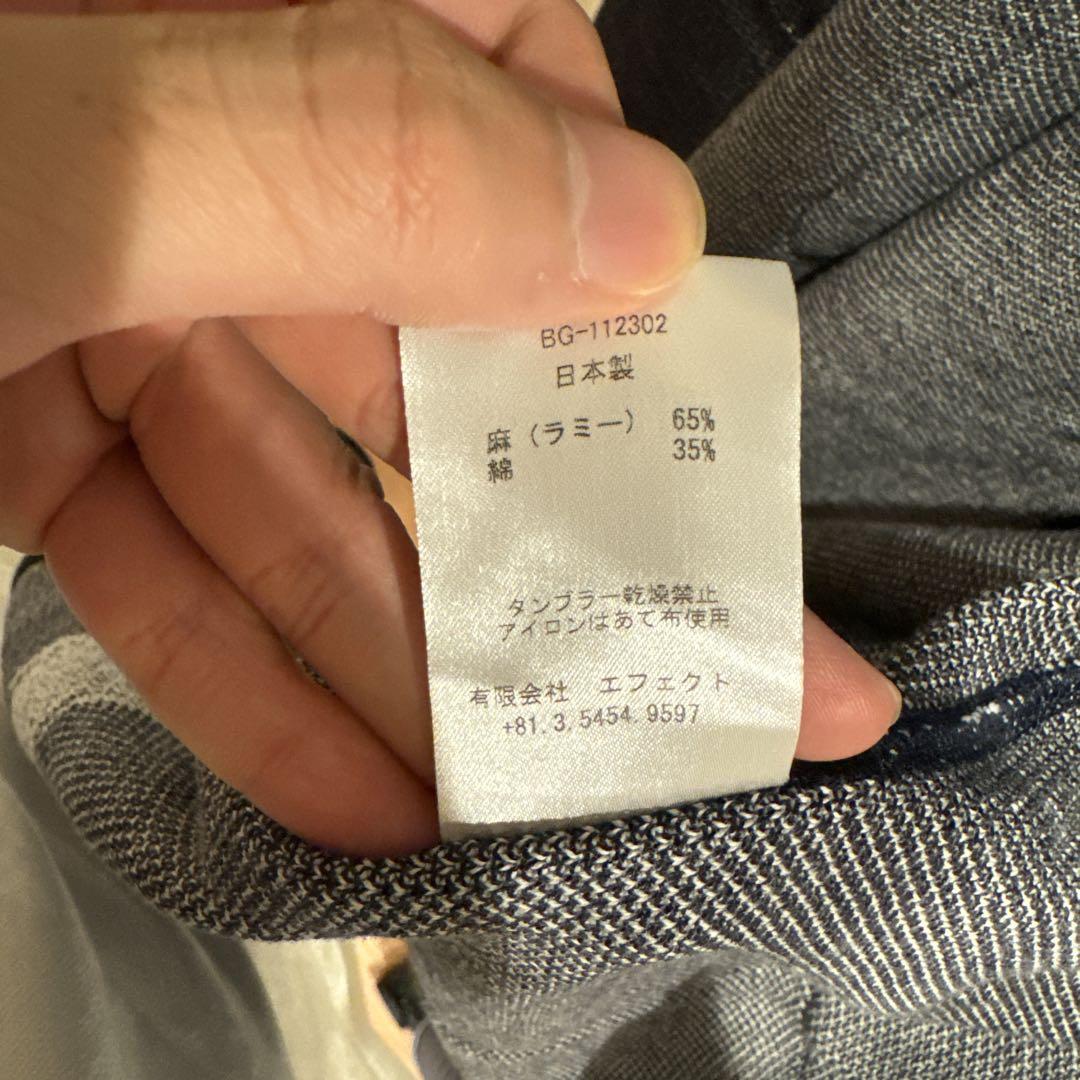 BG-112302
日本製
麻（ラミー） 65%
綿 35%
タンブラー乾燥禁止
アイロンはあて布使用
有限会社 エフェクト
+81.3.5454.9597